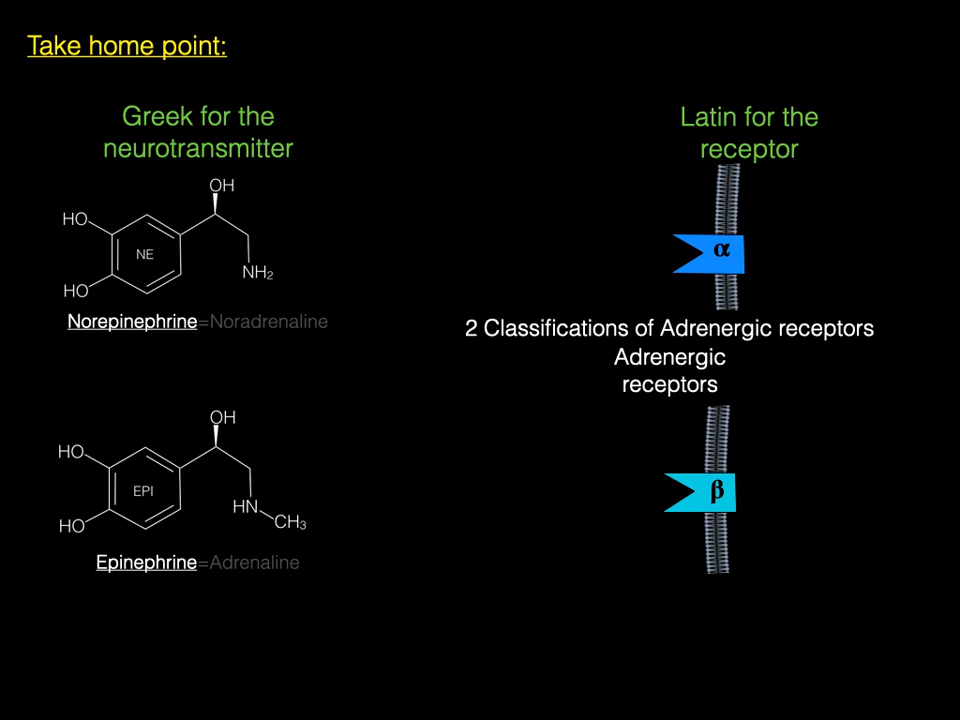 Take home point:
Greek for the
neurotransmitter
OH
HO
NE
NH₂
HO
Norepinephrine=Noradrenaline
OH
HO
EPI
HN
CH₃
HO
Epinephrine=Adrenaline
Latin for the
receptor
α
2 Classifications of Adrenergic receptors
Adrenergic
receptors
β